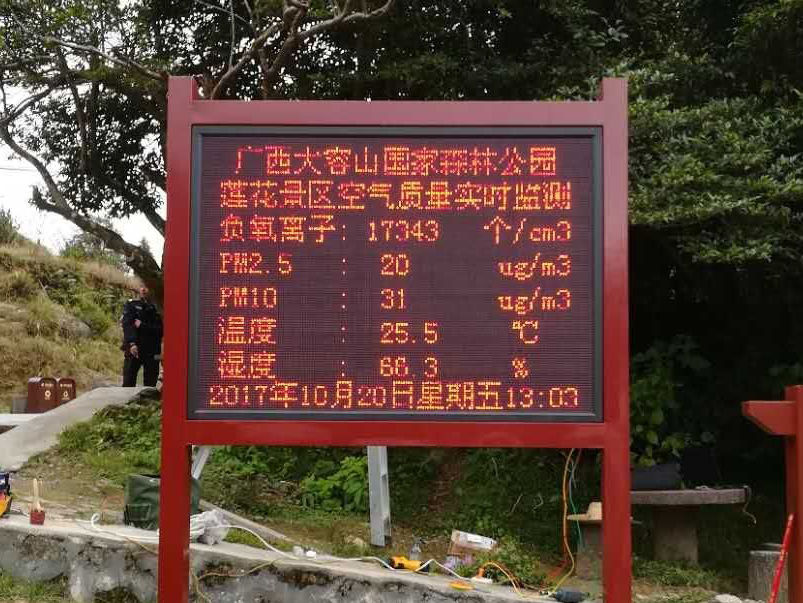 广西大容山国家森林公园
莲花景区空气质量实时监测
负氧离子: 17343 个/cm3
PM2.5 : 20 ug/m3
PM10 : 31 ug/m3
温度 : 25.5 ℃
湿度 : 66.3 %
2017年10月20日星期五13:03